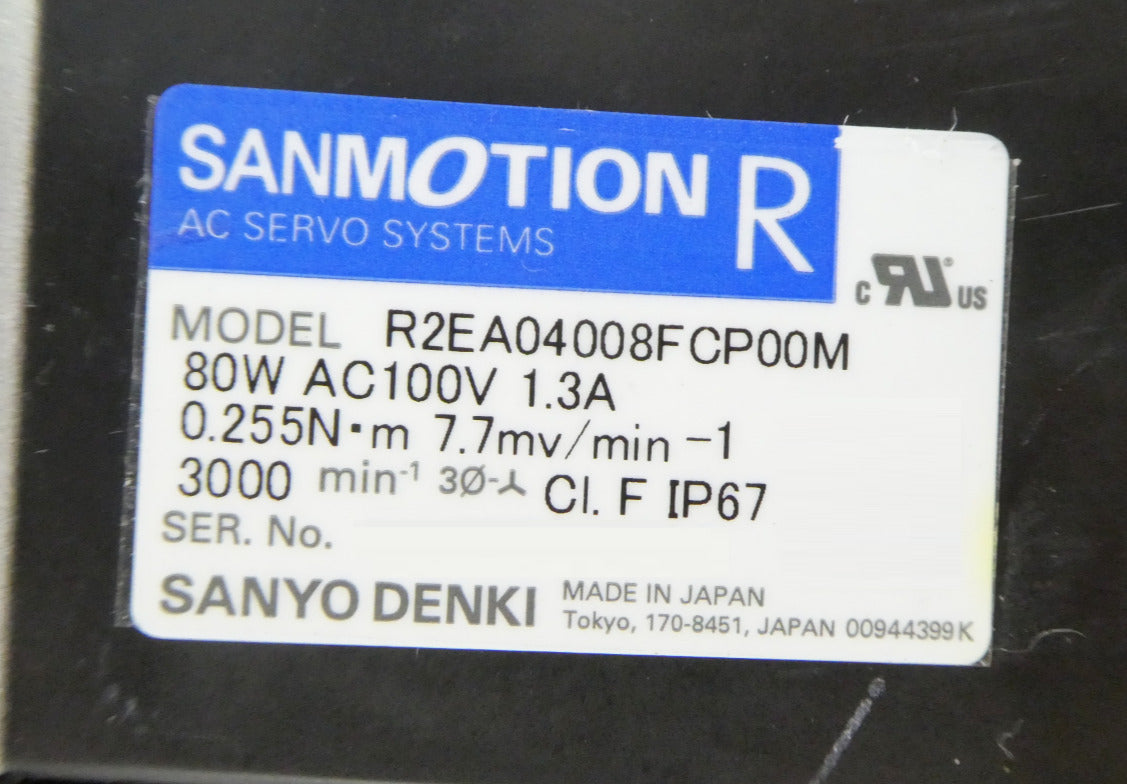 SANMOTION R
AC SERVO SYSTEMS
c RU® US
MODEL R2EA04008FCP00M
80W AC100V 1.3A
0.255N・m 7.7mv/min -1
3000 min-1 3Ø-⅄ Cl. F IP67
SER. No.
SANYO DENKI MADE IN JAPAN
Tokyo, 170-8451, JAPAN 00944399K